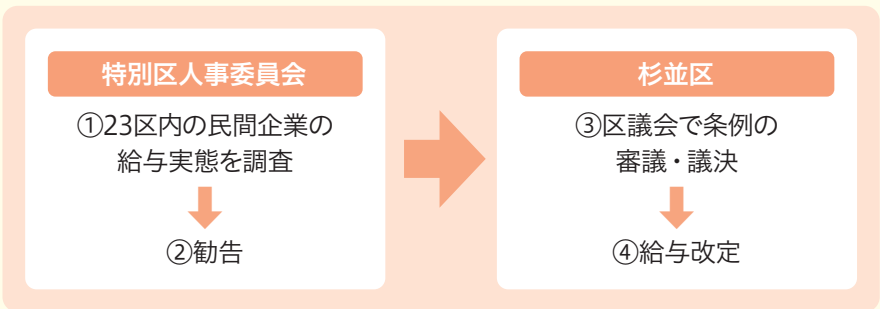 特別区人事委員会
①23区内の民間企業の
給与実態を調査
②勧告
杉並区
③区議会で条例の
審議・議決
④給与改定